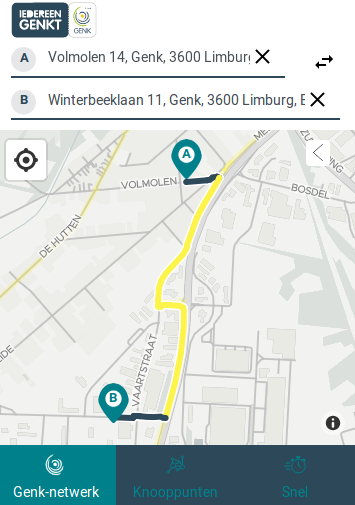 IEDEREEN
GENKT
GENK
A Volmolen 14, Genk, 3600 Limburg
B Winterbeeklaan 11, Genk, 3600 Limburg, B
A
VOLMOLEN
BOSDEL
DE HUTTEN
VAARTSTRAAT
B
Genk-netwerk
Knooppunten
Snel